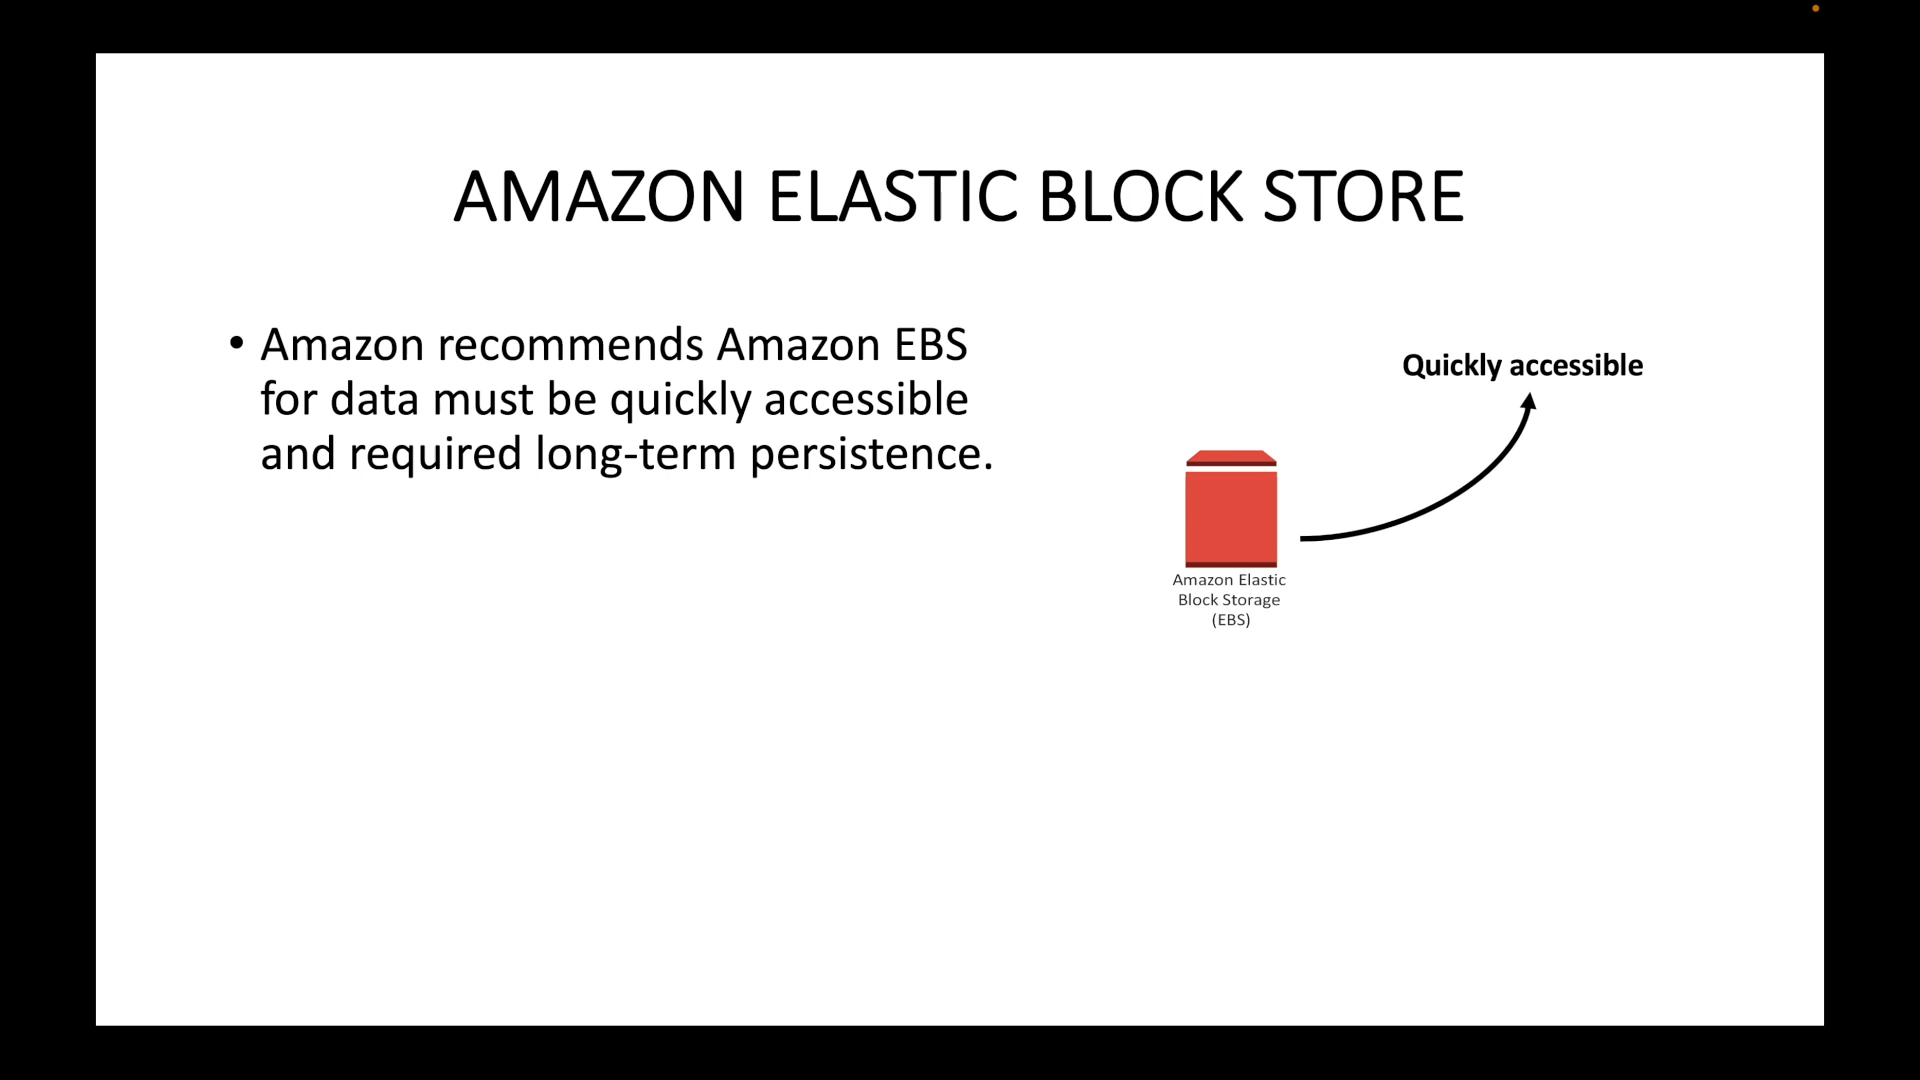 AMAZON ELASTIC BLOCK STORE
• Amazon recommends Amazon EBS
for data must be quickly accessible
and required long-term persistence.
Quickly accessible
Amazon Elastic
Block Storage
(EBS)